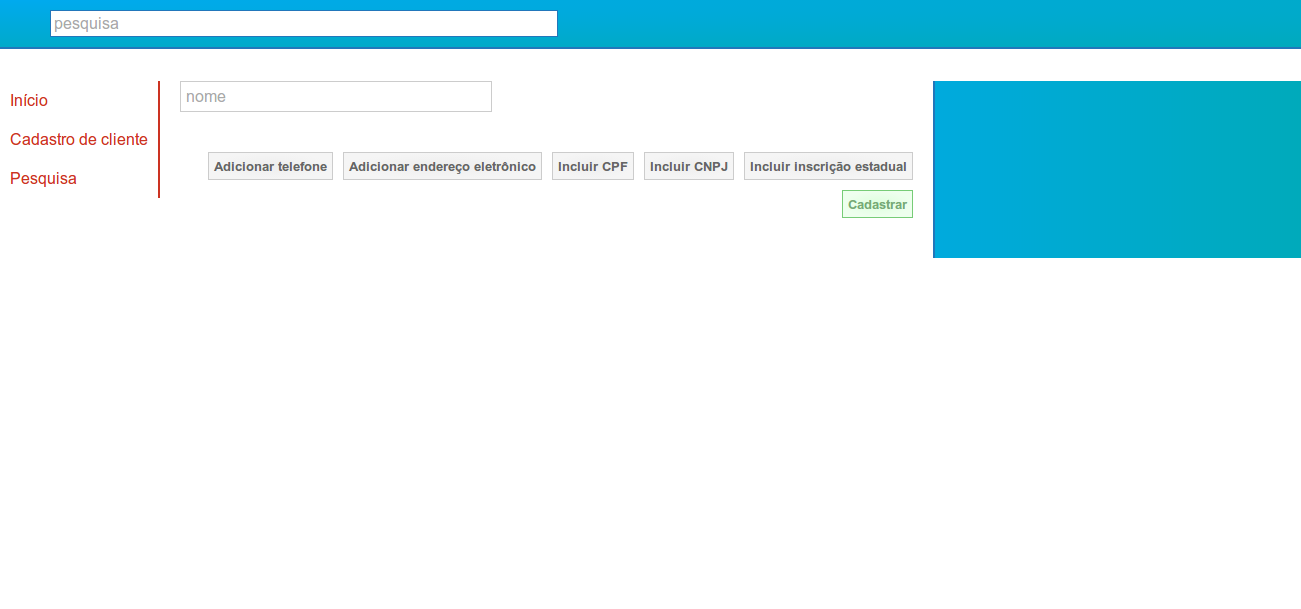 pesquisa
Início
Cadastro de cliente
Pesquisa
nome
Adicionar telefone
Adicionar endereço eletrônico
Incluir CPF
Incluir CNPJ
Incluir inscrição estadual
Cadastrar